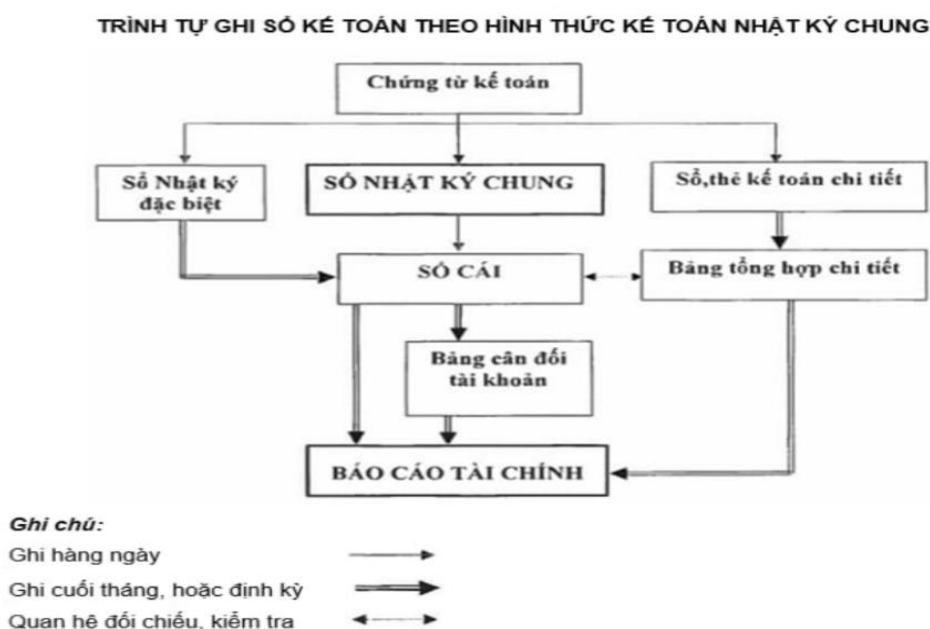 TRÌNH TỰ GHI SỔ KẾ TOÁN THEO HÌNH THỨC KẾ TOÁN NHẬT KÝ CHUNG
Chứng từ kế toán
Sổ Nhật ký
đặc biệt
SỔ NHẬT KÝ CHUNG
Sổ,thẻ kế toán chi tiết
SỔ CÁI
Bảng tổng hợp chi tiết
Bảng cân đối
tài khoản
BÁO CÁO TÀI CHÍNH
Ghi chú:
Ghi hàng ngày
Ghi cuối tháng, hoặc định kỳ
Quan hệ đối chiếu, kiểm tra